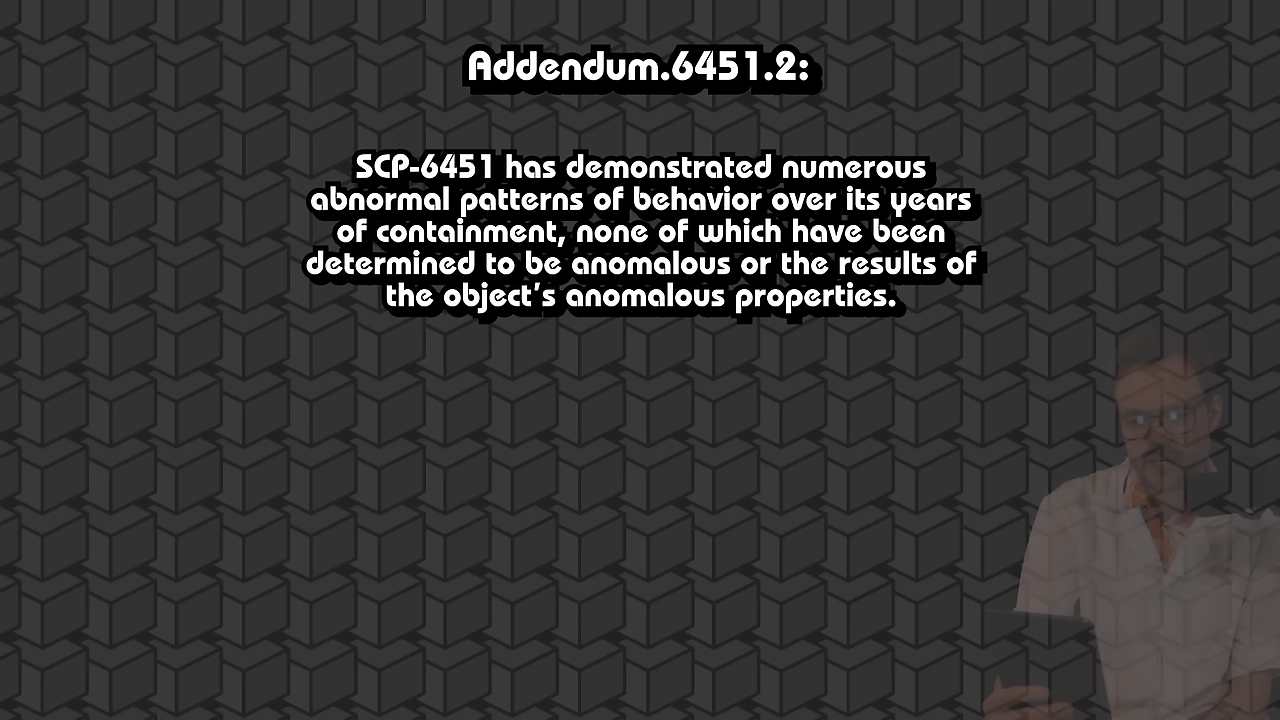 Addendum.6451.2:
SCP-6451 has demonstrated numerous
abnormal patterns of behavior over its years
of containment, none of which have been
determined to be anomalous or the results of
the object's anomalous properties.